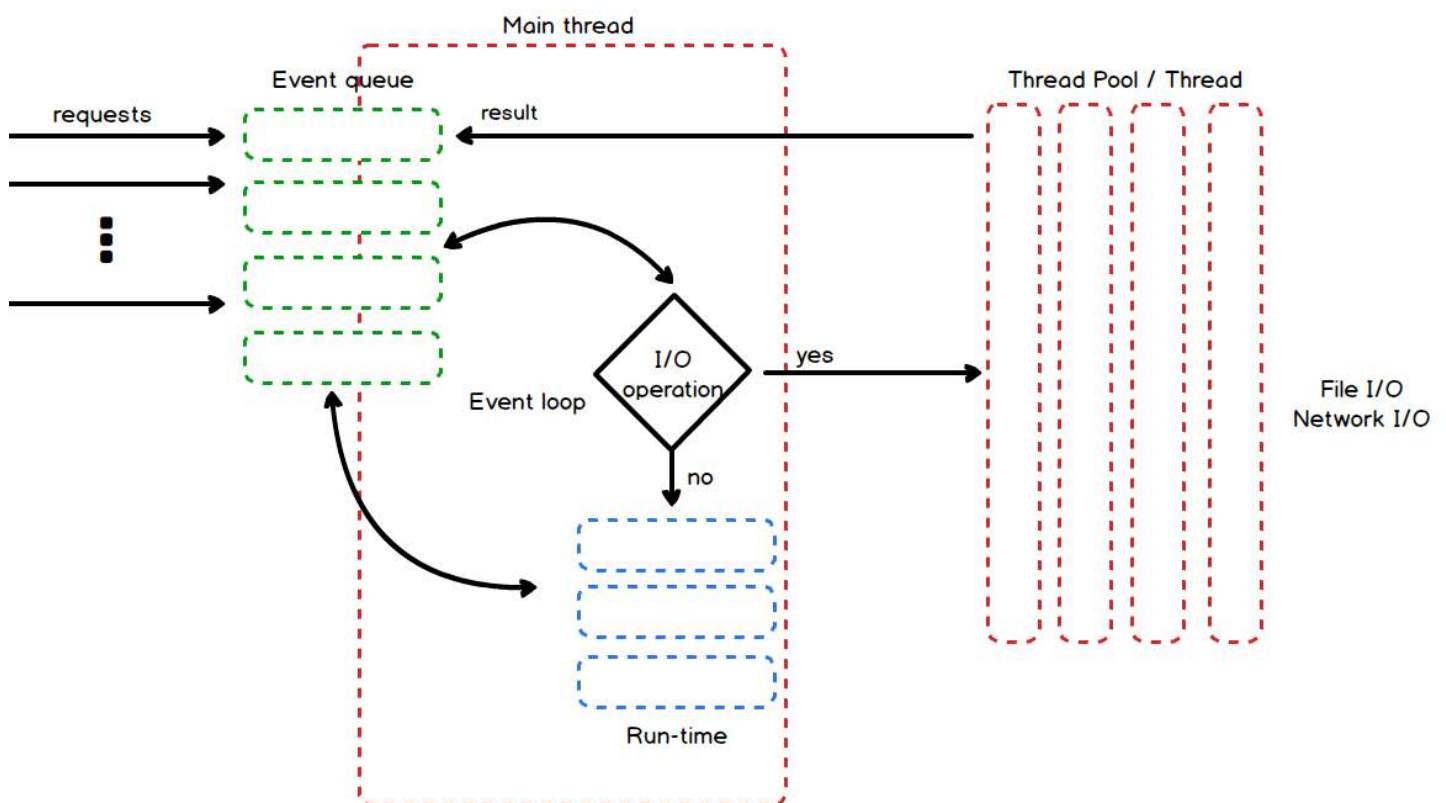 Main thread
Event queue
Thread Pool / Thread
requests
result
I/O
operation
yes
Event loop
File I/O
Network I/O
no
Run-time